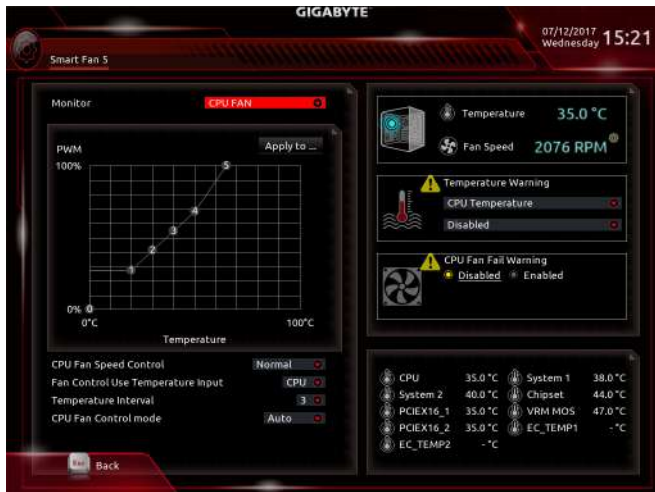 GIGABYTE
07/12/2017 Wednesday 15:21
Smart Fan 5
Monitor CPU FAN
PWM Apply to ...
100%
5
4
3
2
1
0% 0
0°C 100°C
Temperature
CPU Fan Speed Control Normal
Fan Control Use Temperature Input CPU
Temperature Interval 3
CPU Fan Control mode Auto
Temperature 35.0 °C
Fan Speed 2076 RPM
Temperature Warning
CPU Temperature
Disabled
CPU Fan Fail Warning
Disabled Enabled
CPU 35.0 °C System 1 38.0 °C
System 2 40.0 °C Chipset 44.0 °C
PCIEX16_1 35.0 °C VRM MOS 47.0 °C
PCIEX16_2 35.0 °C EC_TEMP1 - °C
EC_TEMP2 - °C
Esc Back